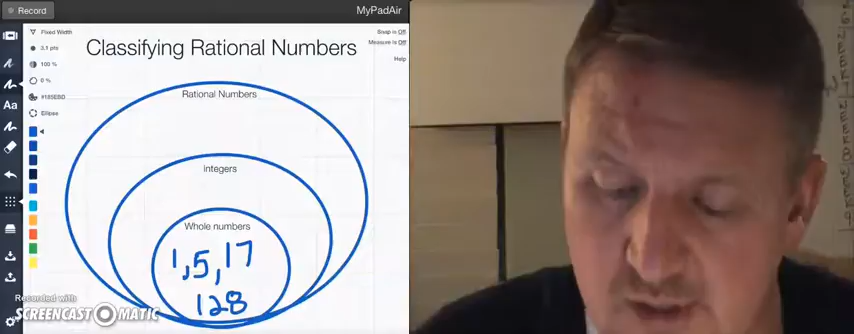 Record
MyPadAir
Fixed Width
3.1 pts
100 %
0 %
#185EBD
Ellipse
Aa
Snap is Off
Measure is Off
Help
Classifying Rational Numbers
Rational Numbers
Integers
Whole numbers
1,5,17
128
Recorded with
SCREENCAST-O-MATIC